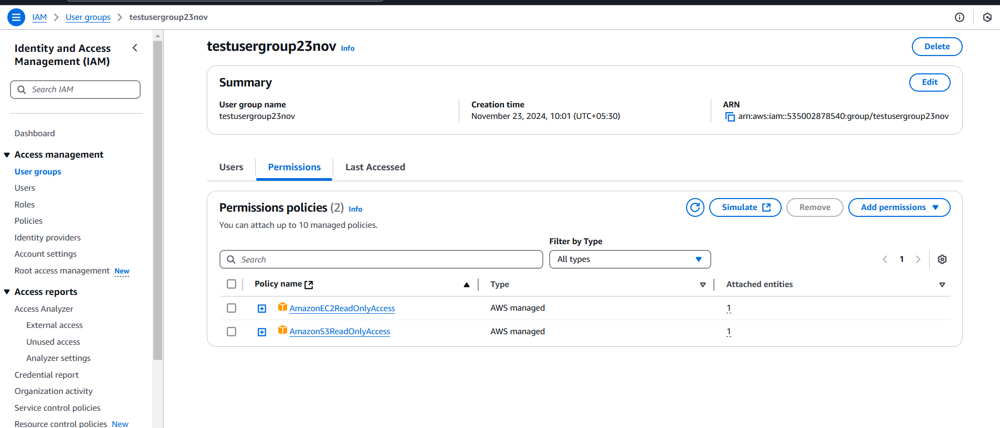 IAM > User groups > testusergroup23nov
Identity and Access
Management (IAM)
Search IAM
Dashboard
Access management
User groups
Users
Roles
Policies
Identity providers
Account settings
Root access management New
Access reports
Access Analyzer
External access
Unused access
Analyzer settings
Credential report
Organization activity
Service control policies
Resource control policies New
testusergroup23nov Info
Delete
Summary
Edit
User group name
testusergroup23nov
Creation time
November 23, 2024, 10:01 (UTC+05:30)
ARN
arn:aws:iam::535002878540:group/testusergroup23nov
Users Permissions Last Accessed
Permissions policies (2) Info
Simulate Remove Add permissions
You can attach up to 10 managed policies.
Filter by Type
Search All types 1
Policy name Type Attached entities
AmazonEC2ReadOnlyAccess AWS managed 1
AmazonS3ReadOnlyAccess AWS managed 1